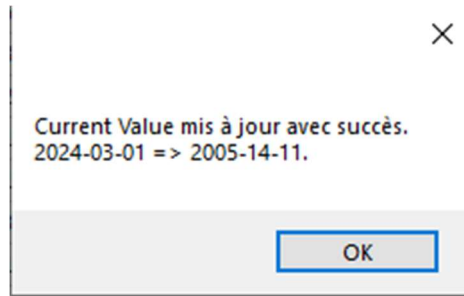 Current Value mis à jour avec succès.
2024-03-01 => 2005-14-11.
OK